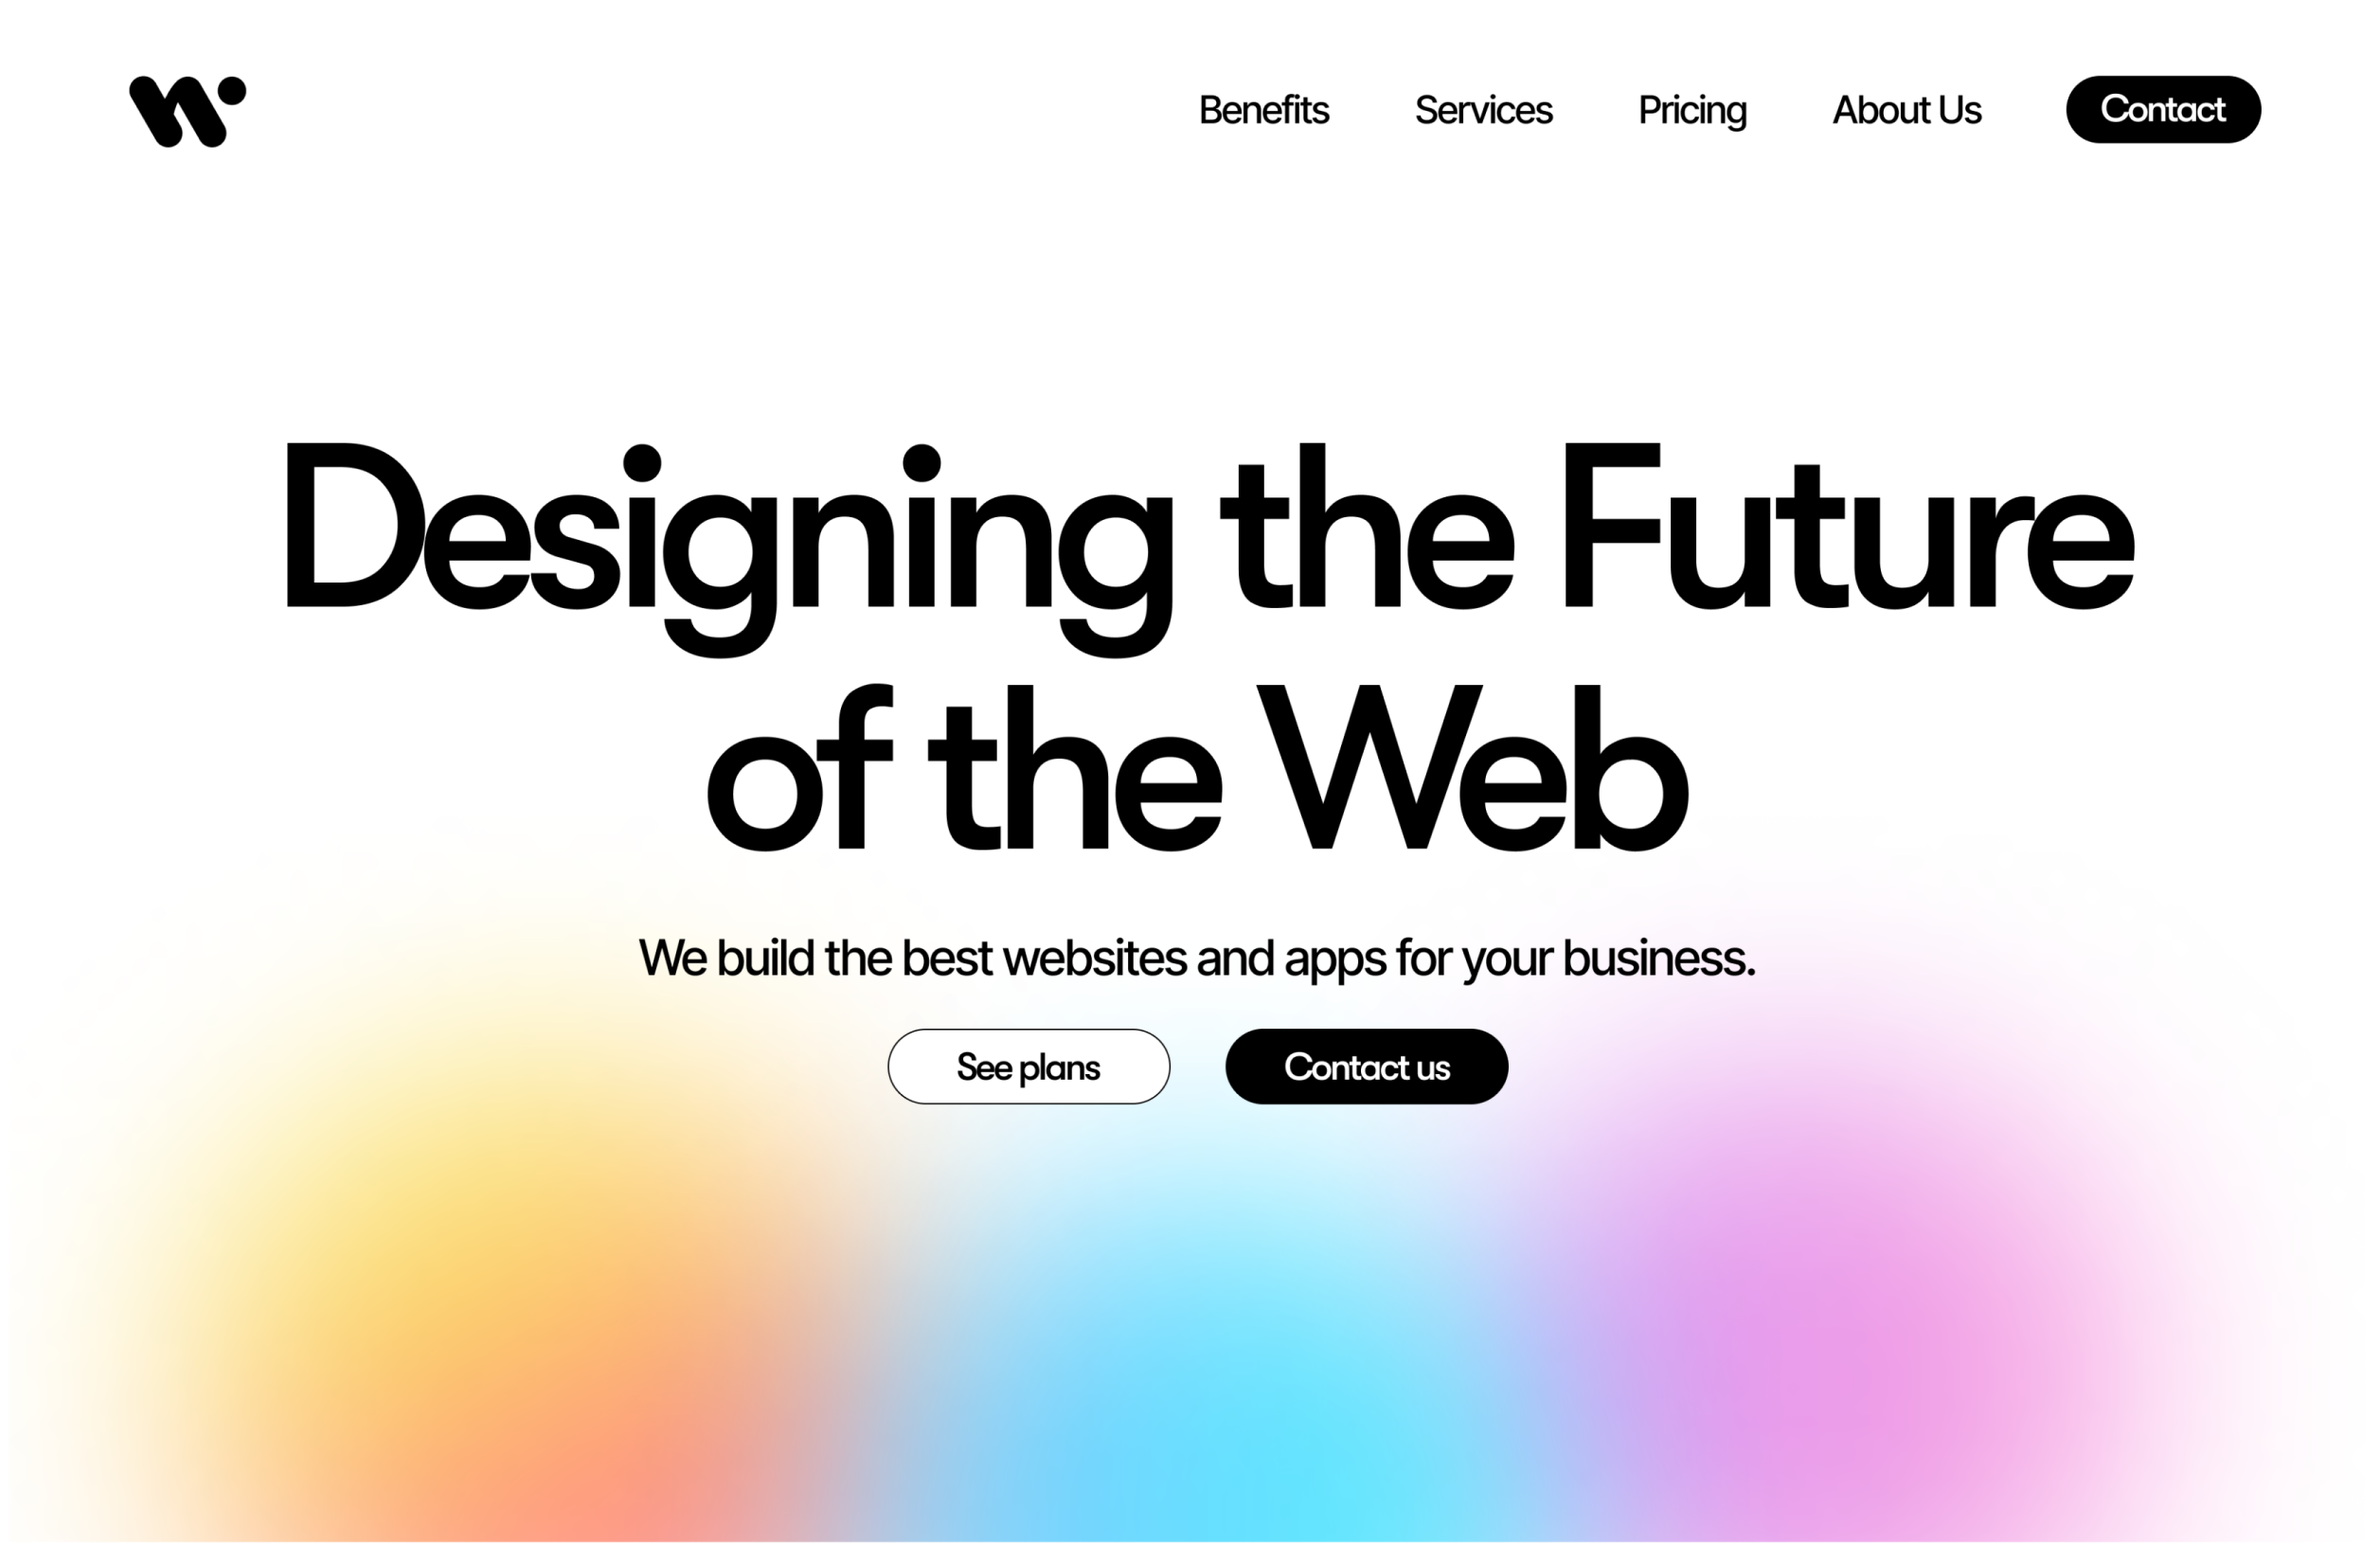 Benefits Services Pricing About Us Contact
Designing the Future
of the Web
We build the best websites and apps for your business.
See plans Contact us